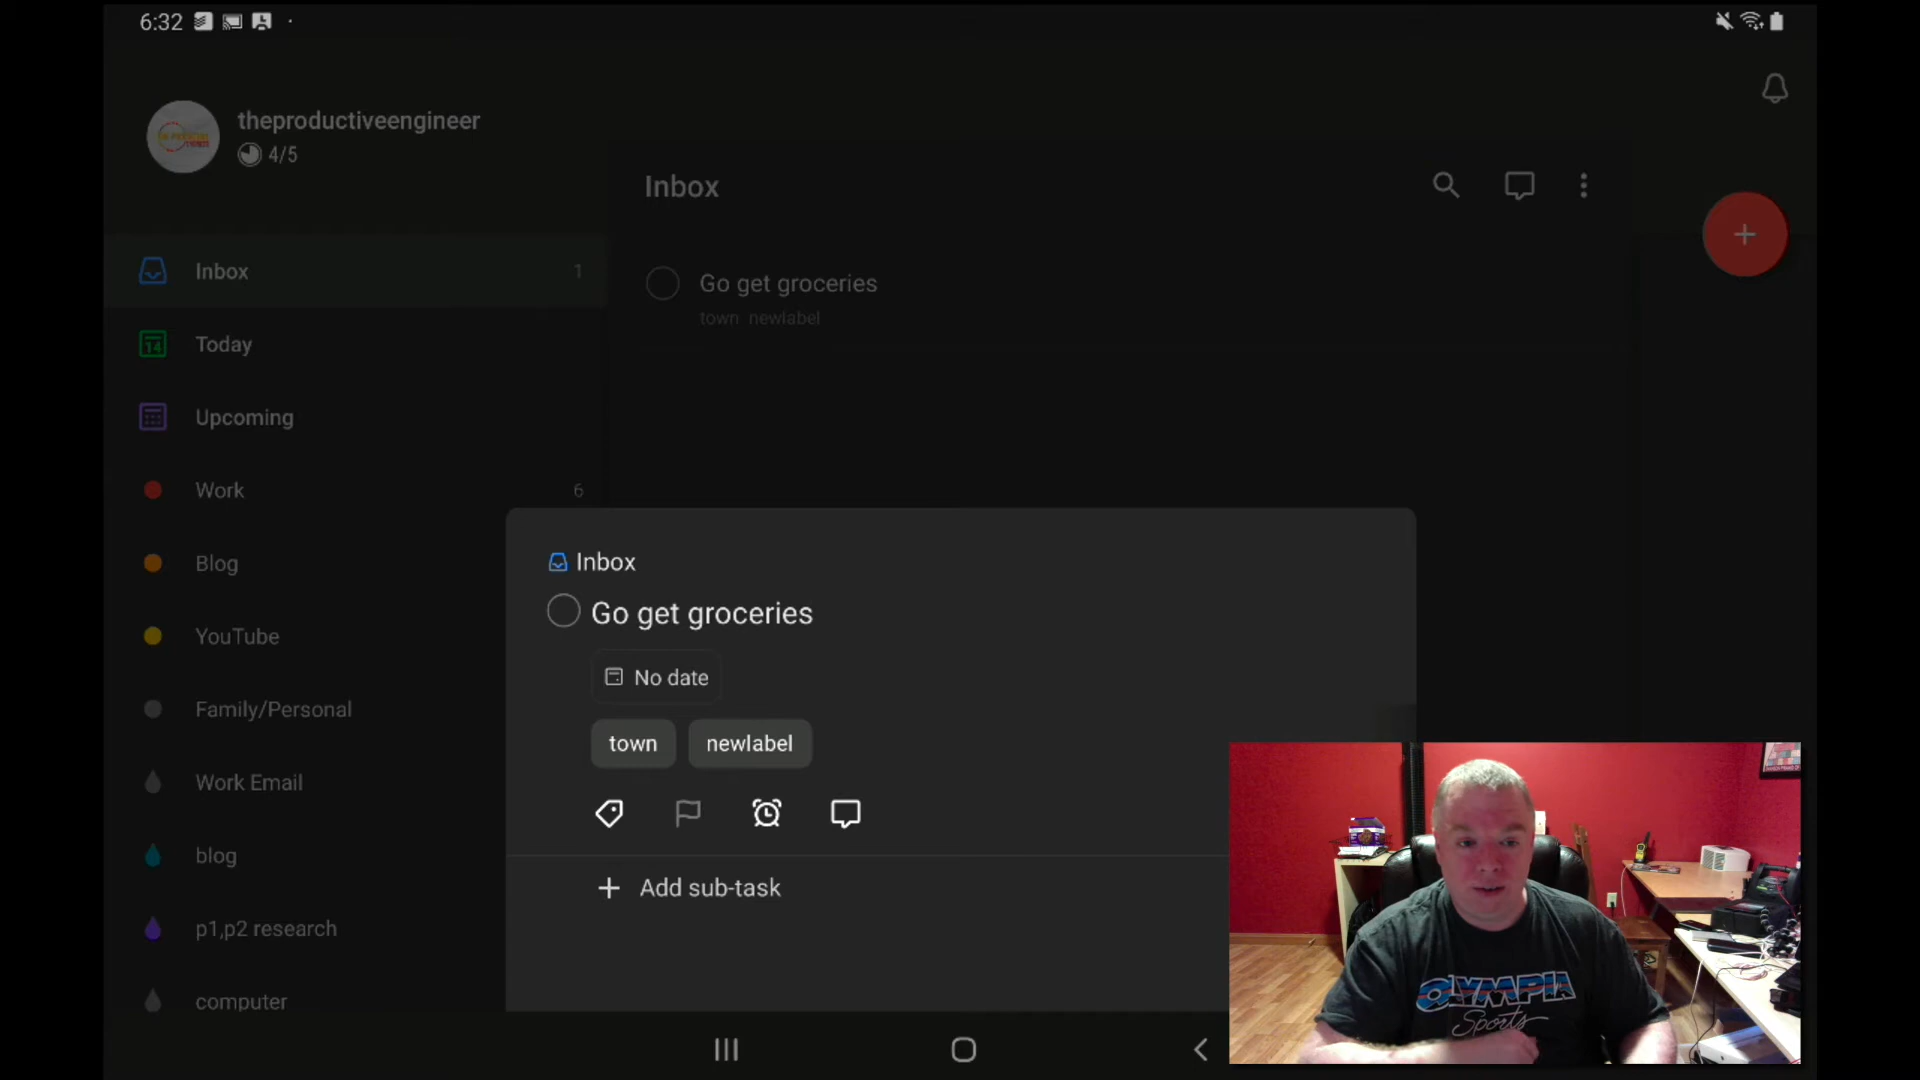 6:32
theproductiveengineer
4/5
Inbox
Inbox 1
Go get groceries
town newlabel
14
Today
Upcoming
Work 6
Blog
YouTube
Family/Personal
Work Email
blog
p1,p2 research
computer
Inbox
Go get groceries
No date
town newlabel
+ Add sub-task
OLYMPIA
Sports